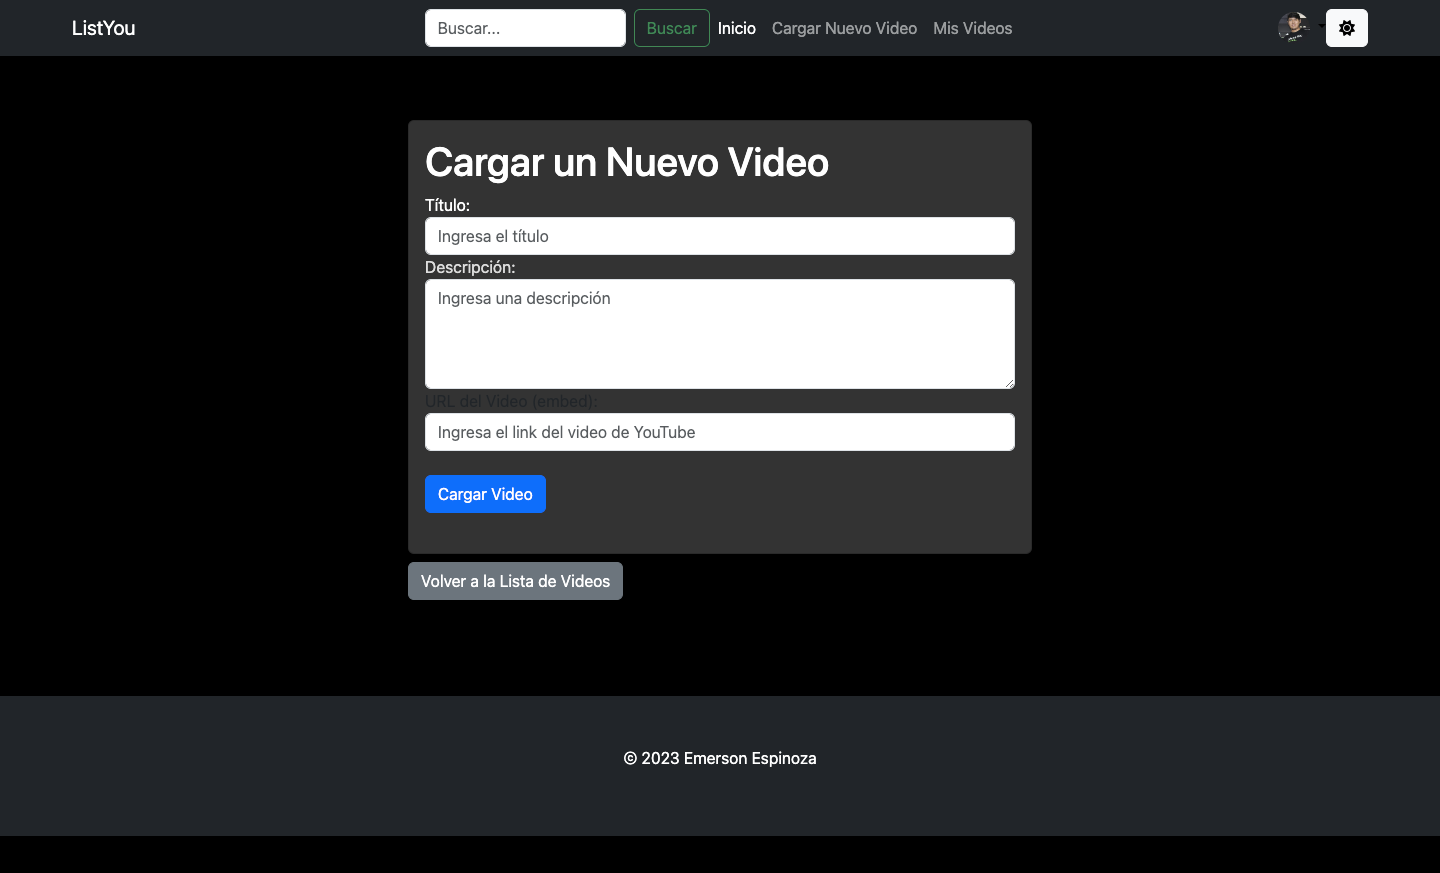 ListYou
Buscar...
Buscar
Inicio
Cargar Nuevo Video
Mis Videos
Cargar un Nuevo Video
Título:
Ingresa el título
Descripción:
Ingresa una descripción
URL del Video (embed):
Ingresa el link del video de YouTube
Cargar Video
Volver a la Lista de Videos
© 2023 Emerson Espinoza